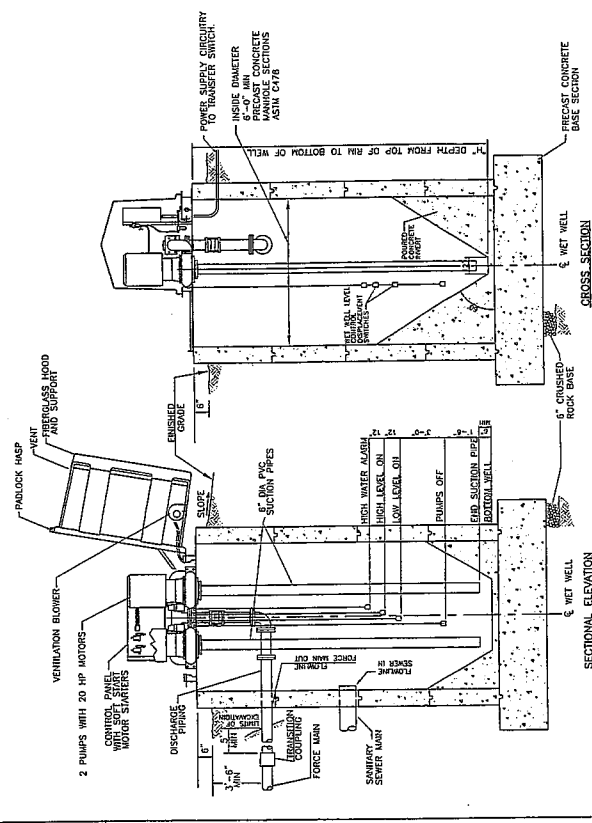 PADLOCK HASP
VENT
FIBERGLASS HOOD
AND SUPPORT
VENTILATION BLOWER
2 PUMPS WITH 20 HP MOTORS
CONTROL PANEL
WITH SOFT START
MOTOR STARTERS
DISCHARGE
PIPING
6"
3'-6"
MIN
5'
MIN
LIMITS OF
EXCAVATION
TRANSITION
COUPLING
FORCE MAIN
SANITARY
SEWER MAIN
FLOWLINE
FORCE MAIN OUT
FLOWLINE
SEWER IN
SLOPE
FINISHED
GRADE
6"
6" DIA PVC
SUCTION PIPES
HIGH WATER ALARM
12"
HIGH LEVEL ON
12"
LOW LEVEL ON
3'-0"
PUMPS OFF
1'-6"
END SUCTION PIPE
6"
MIN
BOTTOM WELL
6" CRUSHED
ROCK BASE
℄ WET WELL
SECTIONAL ELEVATION
POWER SUPPLY CIRCUITRY
TO TRANSFER SWITCH.
INSIDE DIAMETER
6'-0" MIN
PRECAST CONCRETE
MANHOLE SECTIONS
ASTM C478
"H" DEPTH FROM TOP OF RIM TO BOTTOM OF WELL
WET WELL LEVEL
CONTROL
DISPLACEMENT
SWITCHES
POURED
CONCRETE
INVERT
PRECAST CONCRETE
BASE SECTION
℄ WET WELL
CROSS SECTION